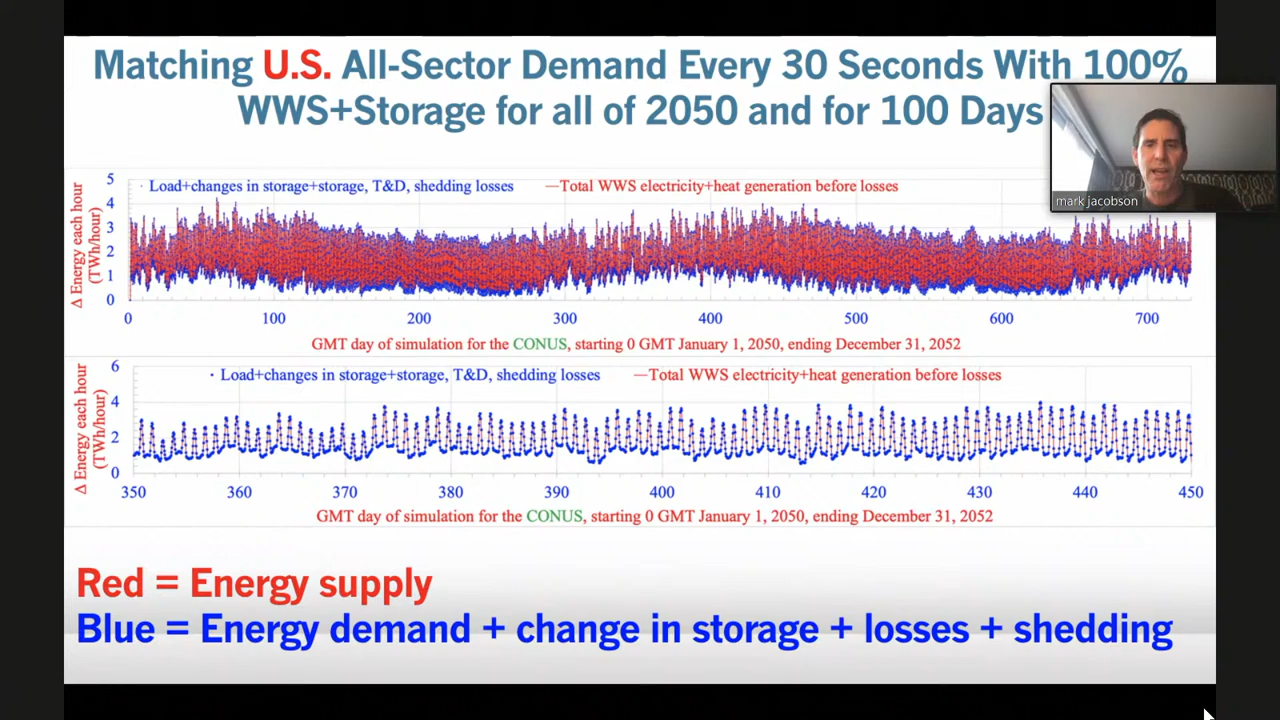 Matching U.S. All-Sector Demand Every 30 Seconds With 100%
WWS+Storage for all of 2050 and for 100 Days
mark jacobson
Δ Energy each hour
(TWh/hour)
5
4
3
2
1
0
Load+changes in storage+storage, T&D, shedding losses
Total WWS electricity+heat generation before losses
0 100 200 300 400 500 600 700
GMT day of simulation for the CONUS, starting 0 GMT January 1, 2050, ending December 31, 2052
Δ Energy each hour
(TWh/hour)
6
4
2
0
Load+changes in storage+storage, T&D, shedding losses
Total WWS electricity+heat generation before losses
350 360 370 380 390 400 410 420 430 440 450
GMT day of simulation for the CONUS, starting 0 GMT January 1, 2050, ending December 31, 2052
Red = Energy supply
Blue = Energy demand + change in storage + losses + shedding